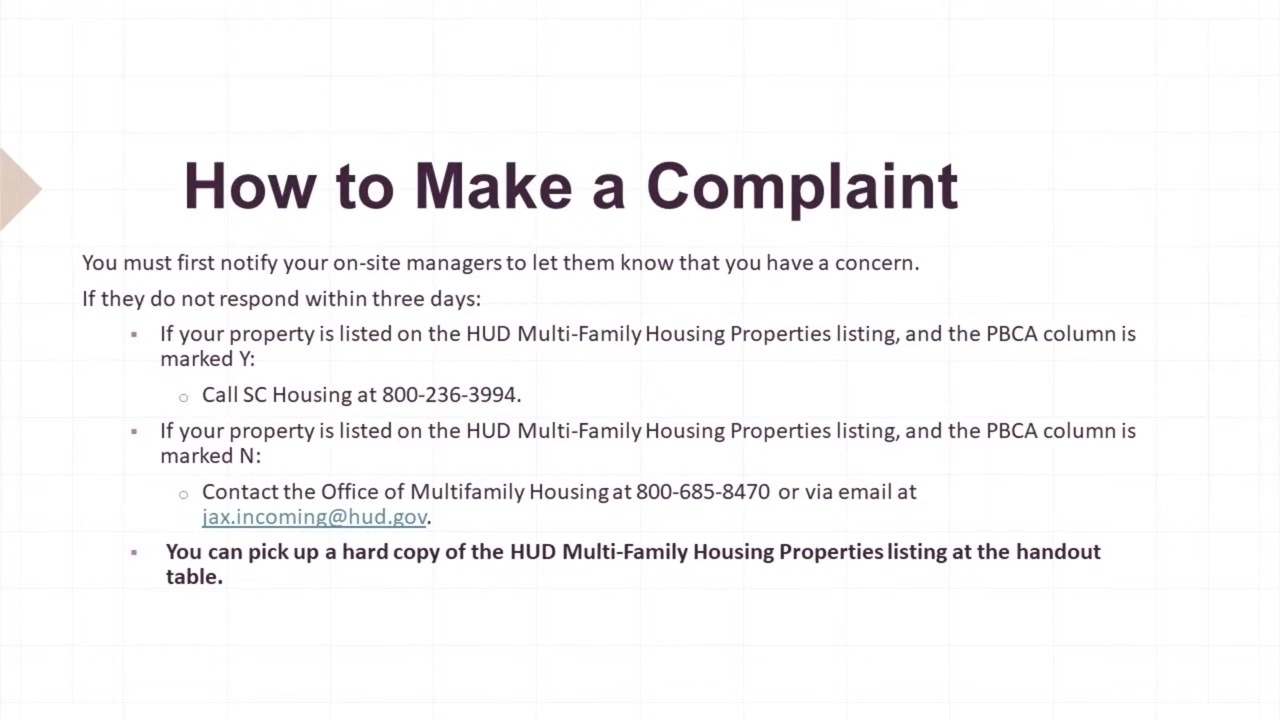 How to Make a Complaint
You must first notify your on-site managers to let them know that you have a concern.
If they do not respond within three days:
▪ If your property is listed on the HUD Multi-Family Housing Properties listing, and the PBCA column is
marked Y:
○ Call SC Housing at 800-236-3994.
▪ If your property is listed on the HUD Multi-Family Housing Properties listing, and the PBCA column is
marked N:
○ Contact the Office of Multifamily Housing at 800-685-8470 or via email at
jax.incoming@hud.gov.
▪ You can pick up a hard copy of the HUD Multi-Family Housing Properties listing at the handout
table.